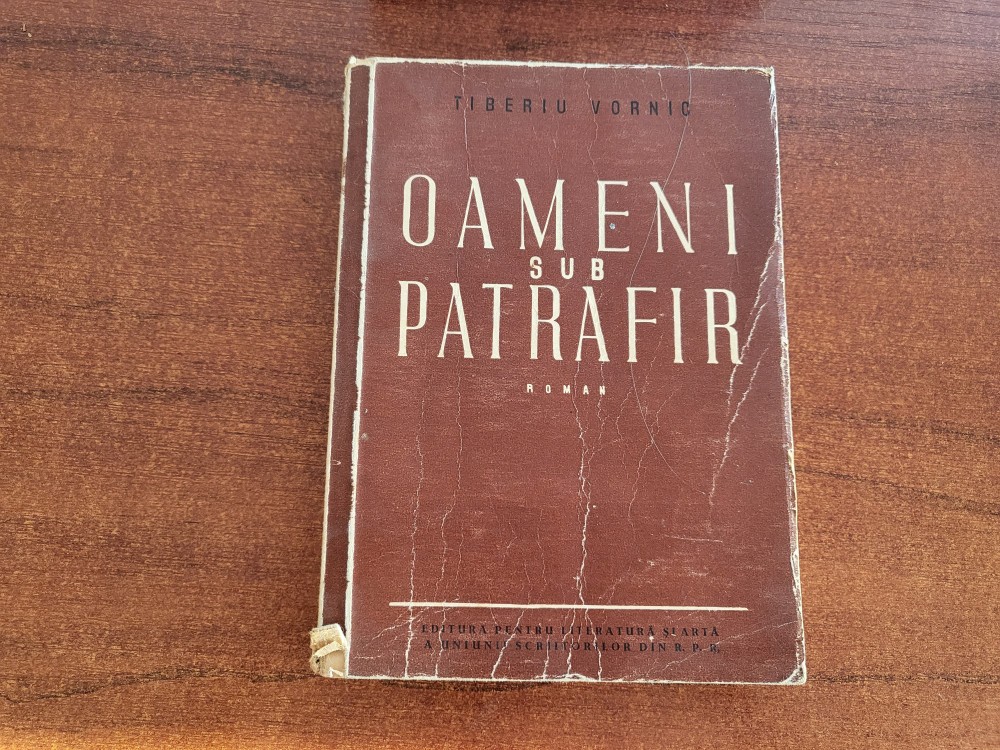 TIBERIU VORNIC
OAMENI
SUB
PATRAFIR
ROMAN
EDITURA PENTRU LITERATURĂ ȘI ARTĂ
A UNIUNII SCRIITORILOR DIN R. P. R.